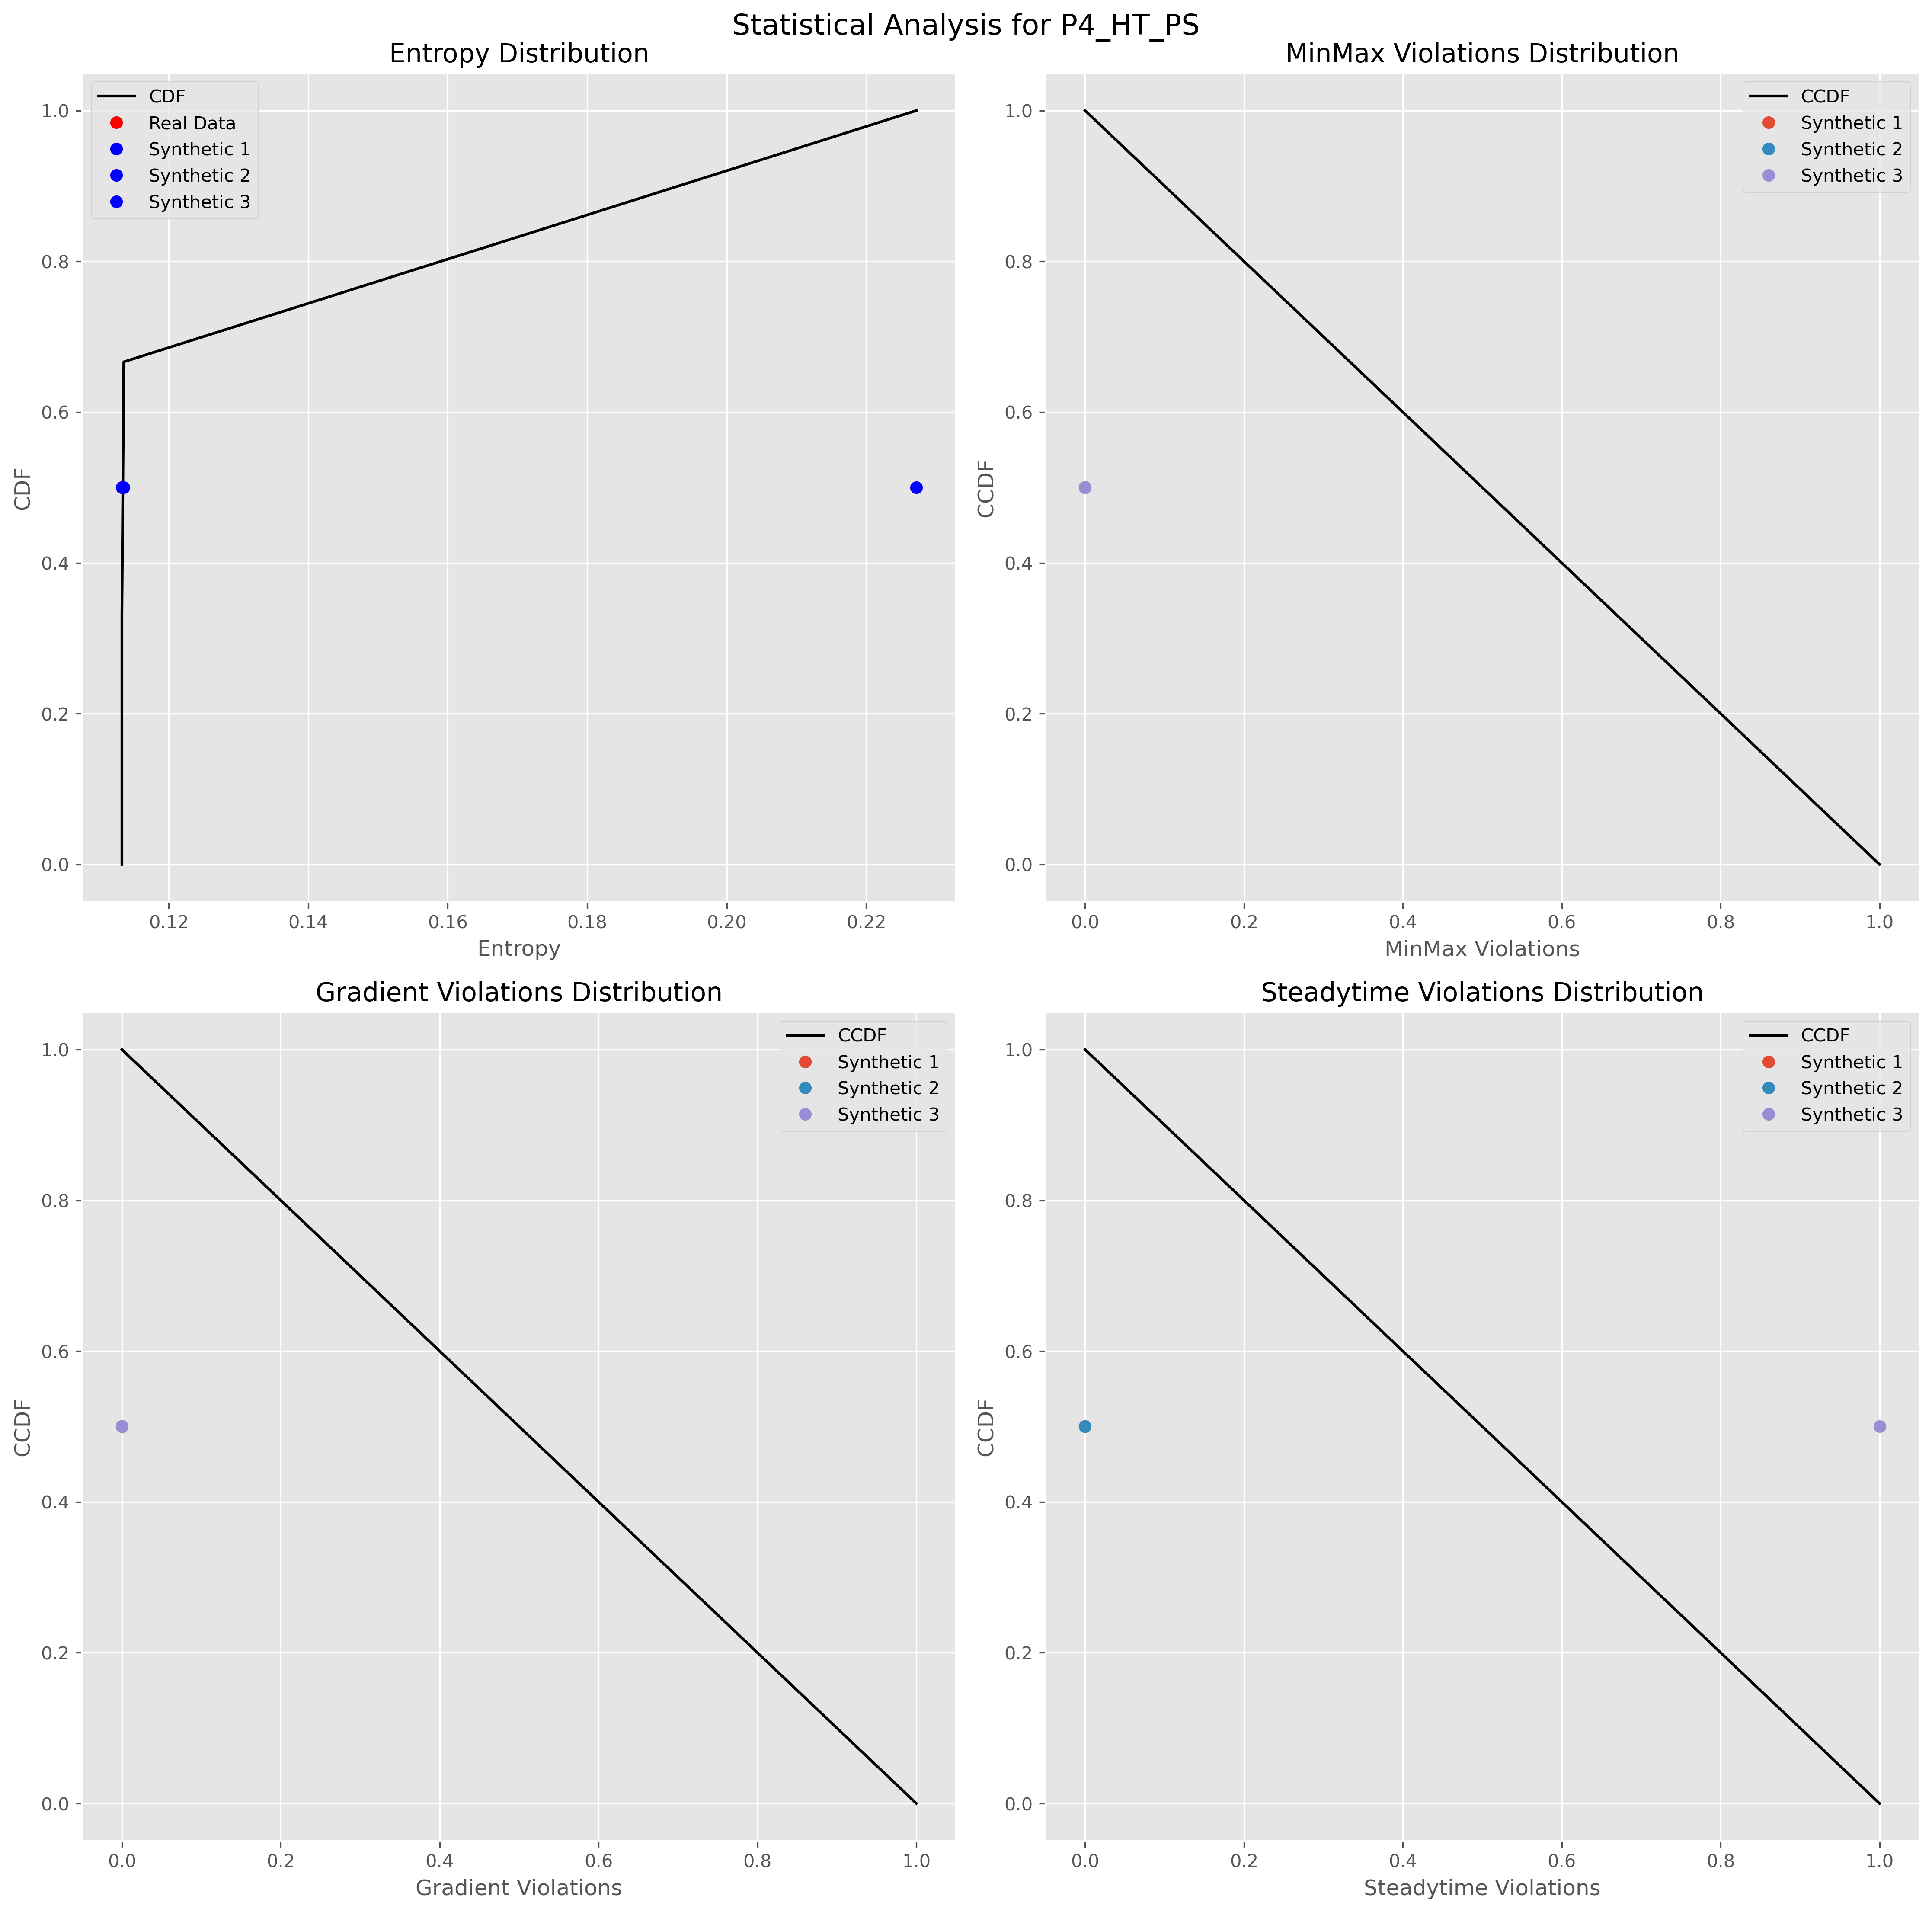 Statistical Analysis for P4_HT_PS
Entropy Distribution
CDF
Real Data
Synthetic 1
Synthetic 2
Synthetic 3
1.0
0.8
0.6
0.4
0.2
0.0
CDF
0.12 0.14 0.16 0.18 0.20 0.22
Entropy
MinMax Violations Distribution
CCDF
Synthetic 1
Synthetic 2
Synthetic 3
1.0
0.8
0.6
0.4
0.2
0.0
CCDF
0.0 0.2 0.4 0.6 0.8 1.0
MinMax Violations
Gradient Violations Distribution
CCDF
Synthetic 1
Synthetic 2
Synthetic 3
1.0
0.8
0.6
0.4
0.2
0.0
CCDF
0.0 0.2 0.4 0.6 0.8 1.0
Gradient Violations
Steadytime Violations Distribution
CCDF
Synthetic 1
Synthetic 2
Synthetic 3
1.0
0.8
0.6
0.4
0.2
0.0
CCDF
0.0 0.2 0.4 0.6 0.8 1.0
Steadytime Violations